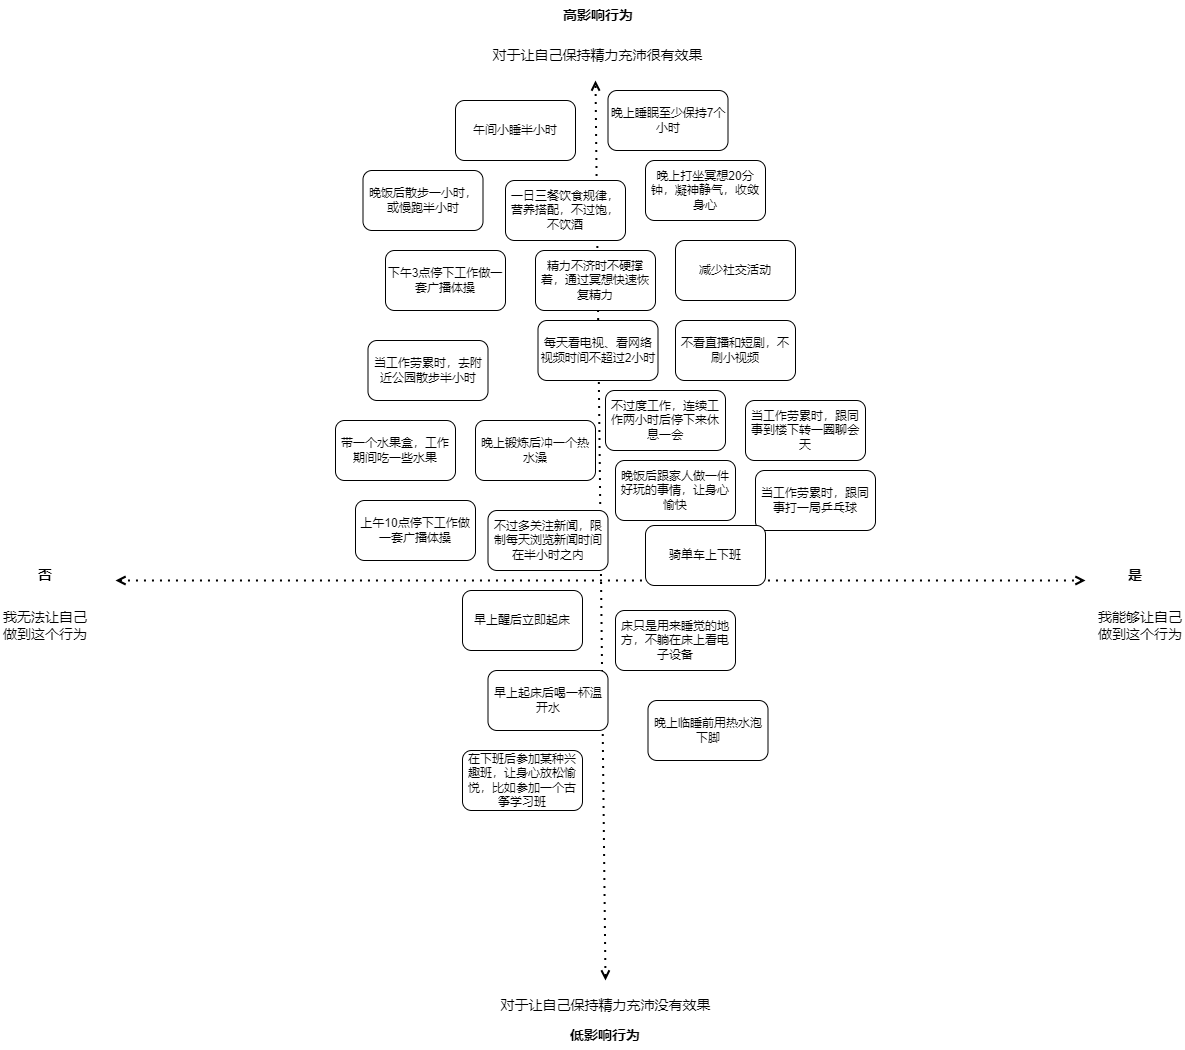 高影响行为
对于让自己保持精力充沛很有效果
午间小睡半小时
晚上睡眠至少保持7个
小时
晚饭后散步一小时，
或慢跑半小时
一日三餐饮食规律，
营养搭配，不过饱，
不饮酒
晚上打坐冥想20分
钟，凝神静气，收敛
身心
下午3点停下工作做一
套广播体操
精力不济时不硬撑
着，通过冥想快速恢
复精力
减少社交活动
当工作劳累时，去附
近公园散步半小时
每天看电视、看网络
视频时间不超过2小时
不看直播和短剧，不
刷小视频
不过度工作，连续工
作两小时后停下来休
息一会
当工作劳累时，跟同
事到楼下转一圈聊会
天
带一个水果盒，工作
期间吃一些水果
晚上锻炼后冲一个热
水澡
晚饭后跟家人做一件
好玩的事情，让身心
愉快
当工作劳累时，跟同
事打一局乒乓球
上午10点停下工作做
一套广播体操
不过多关注新闻，限
制每天浏览新闻时间
在半小时之内
骑单车上下班
否
我无法让自己
做到这个行为
是
我能够让自己
做到这个行为
早上醒后立即起床
床只是用来睡觉的地
方，不躺在床上看电
子设备
早上起床后喝一杯温
开水
晚上临睡前用热水泡
下脚
在下班后参加某种兴
趣班，让身心放松愉
悦，比如参加一个古
筝学习班
对于让自己保持精力充沛没有效果
低影响行为